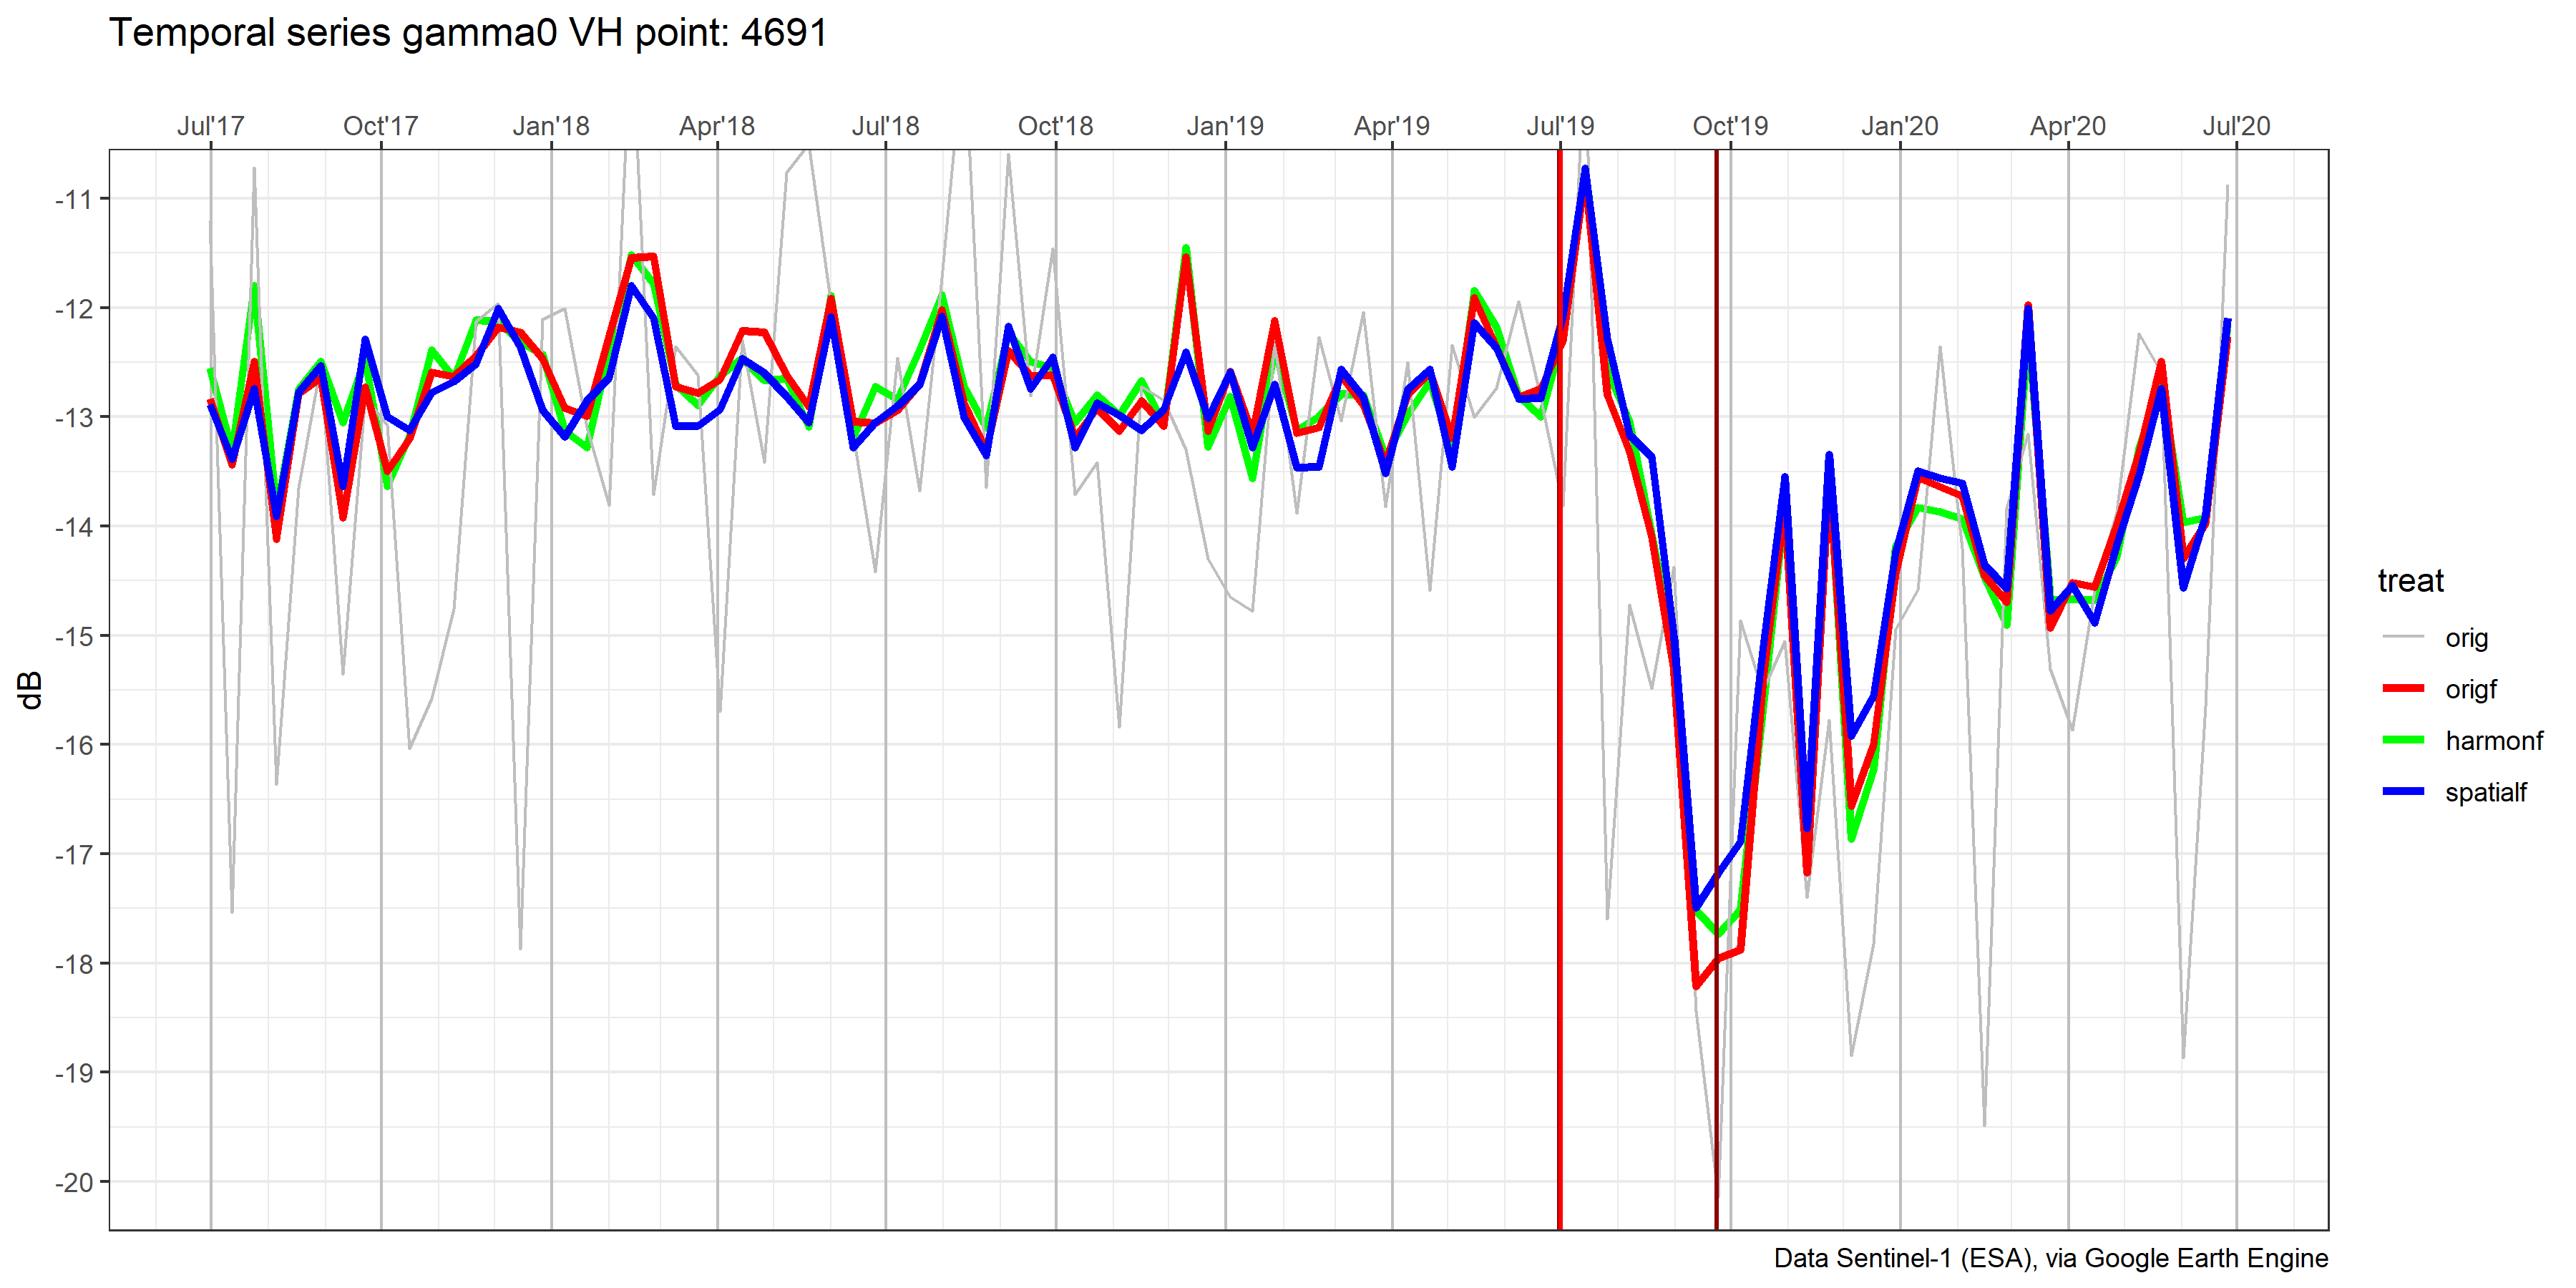 Temporal series gamma0 VH point: 4691
Jul'17 Oct'17 Jan'18 Apr'18 Jul'18 Oct'18 Jan'19 Apr'19 Jul'19 Oct'19 Jan'20 Apr'20 Jul'20
-11
-12
-13
-14
-15
-16
-17
-18
-19
-20
dB
treat
orig
origf
harmonf
spatialf
Data Sentinel-1 (ESA), via Google Earth Engine